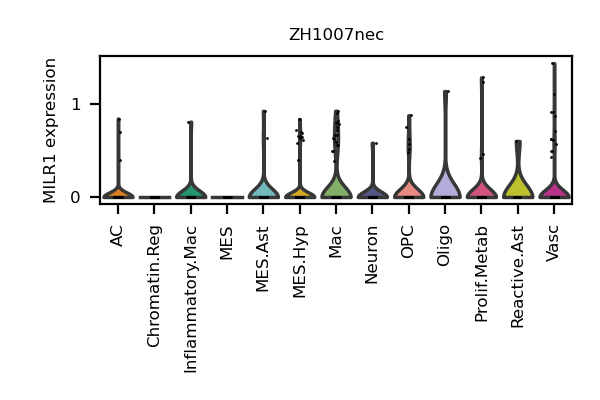 ZH1007nec
MILR1 expression
1
0
AC
Chromatin.Reg
Inflammatory.Mac
MES
MES.Ast
MES.Hyp
Mac
Neuron
OPC
Oligo
Prolif.Metab
Reactive.Ast
Vasc